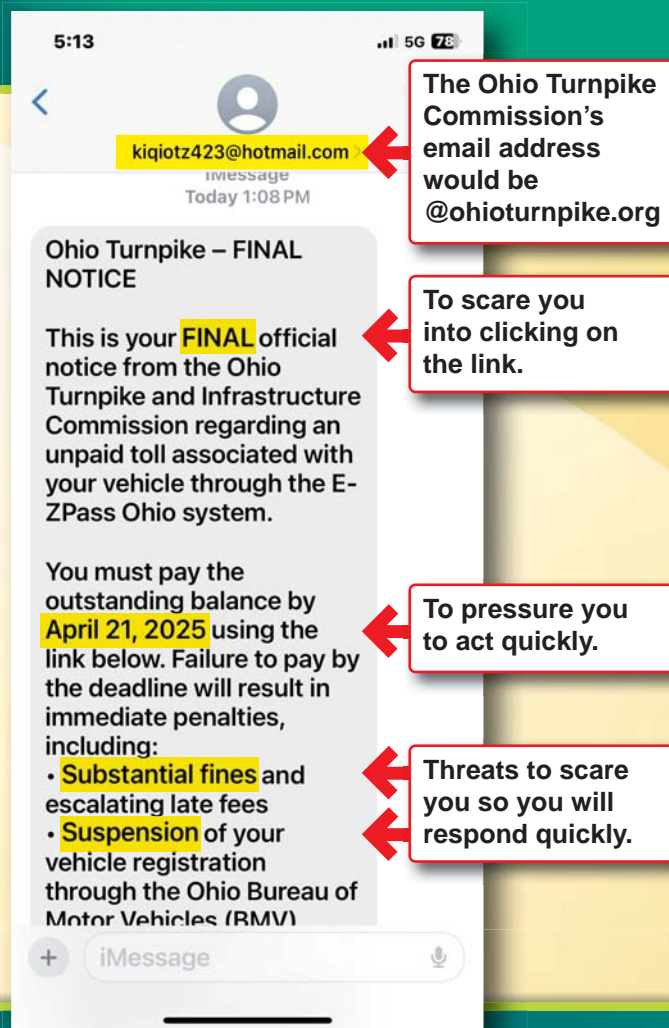 5:13
5G 78
kiqiotz423@hotmail.com >
iMessage
Today 1:08 PM
Ohio Turnpike – FINAL
NOTICE
This is your FINAL official
notice from the Ohio
Turnpike and Infrastructure
Commission regarding an
unpaid toll associated with
your vehicle through the E-
ZPass Ohio system.
You must pay the
outstanding balance by
April 21, 2025 using the
link below. Failure to pay by
the deadline will result in
immediate penalties,
including:
• Substantial fines and
escalating late fees
• Suspension of your
vehicle registration
through the Ohio Bureau of
Motor Vehicles (BMV)
+ iMessage
The Ohio Turnpike
Commission’s
email address
would be
@ohioturnpike.org
To scare you
into clicking on
the link.
To pressure you
to act quickly.
Threats to scare
you so you will
respond quickly.